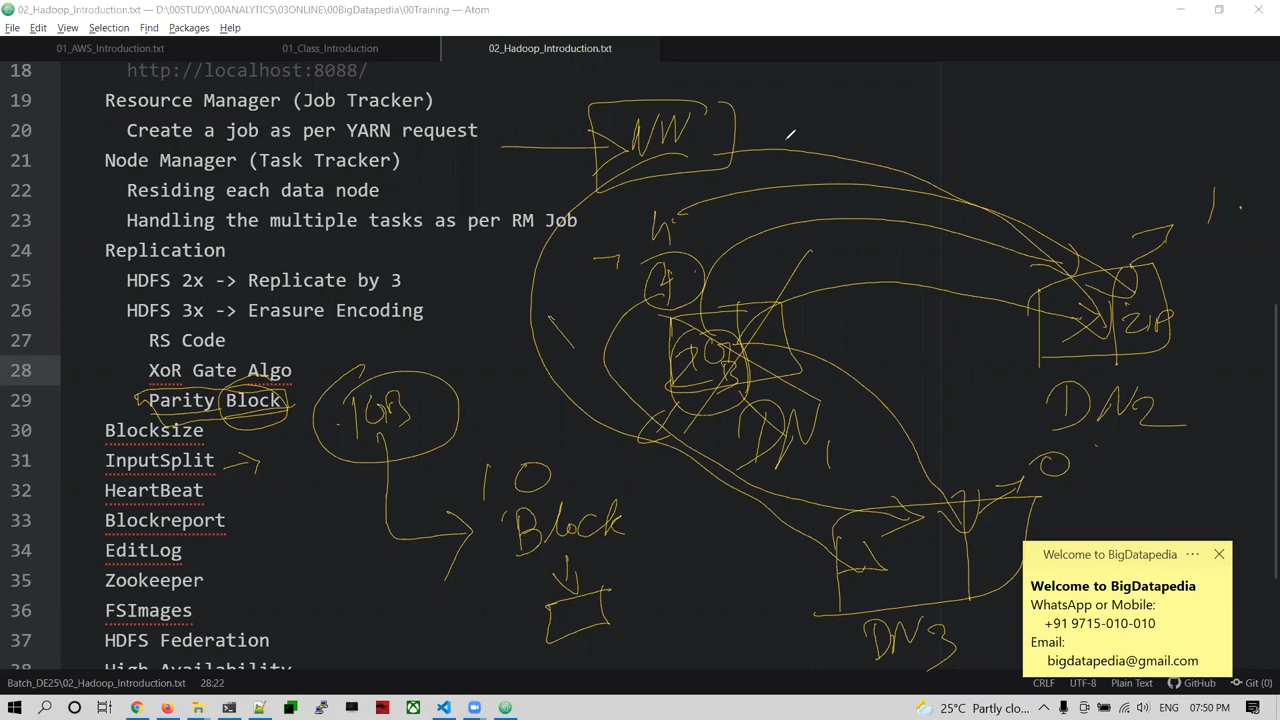 02_Hadoop_Introduction.txt — D:\00STUDY\00ANALYTICS\03ONLINE\00BigDatapedia\00Training — Atom
File Edit View Selection Find Packages Help
01_AWS_Introduction.txt 01_Class_Introduction 02_Hadoop_Introduction.txt
18 http://localhost:8088/
19 Resource Manager (Job Tracker)
20 Create a job as per YARN request
21 Node Manager (Task Tracker)
22 Residing each data node
23 Handling the multiple tasks as per RM Job
24 Replication
25 HDFS 2x -> Replicate by 3
26 HDFS 3x -> Erasure Encoding
27 RS Code
28 XoR Gate Algo
29 Parity Block
30 Blocksize
31 InputSplit
32 HeartBeat
33 Blockreport
34 EditLog
35 Zookeeper
36 FSImages
37 HDFS Federation
38 High Availability
DN2
DN1
1 0
Block
0
DN3
Welcome to BigDatapedia
Welcome to BigDatapedia
WhatsApp or Mobile:
+91 9715-010-010
Email:
bigdatapedia@gmail.com
Batch_DE25\02_Hadoop_Introduction.txt 28:22 CRLF UTF-8 Plain Text GitHub Git (0)
25°C Partly clo... 07:50 PM